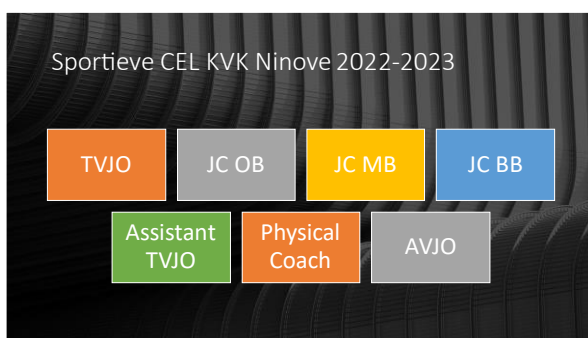 Sportieve CEL KVK Ninove 2022-2023
TVJO
JC OB
JC MB
JC BB
Assistant
TVJO
Physical
Coach
AVJO